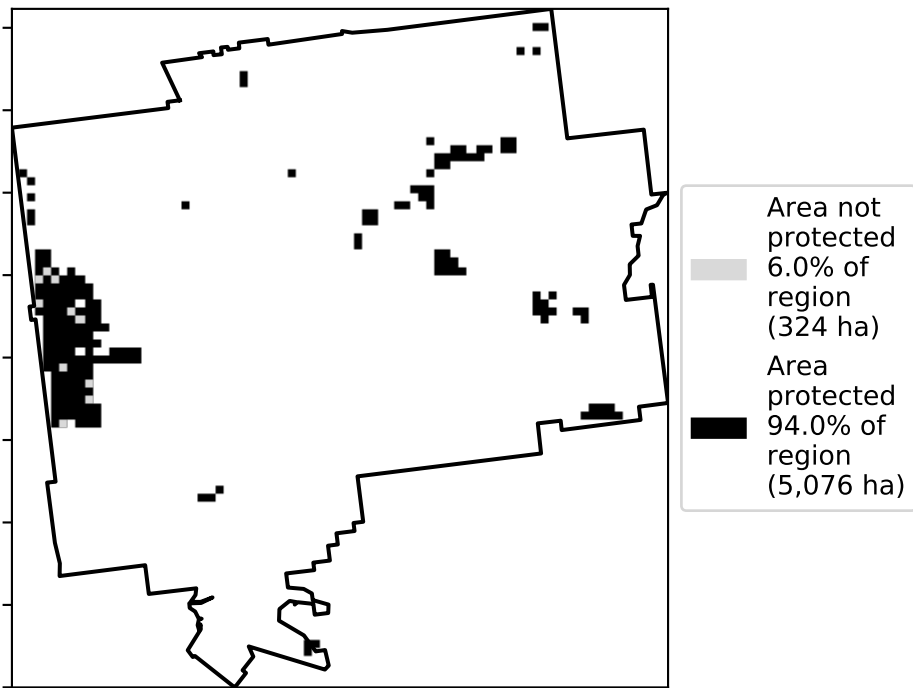 Area not
protected
6.0% of
region
(324 ha)
Area
protected
94.0% of
region
(5,076 ha)